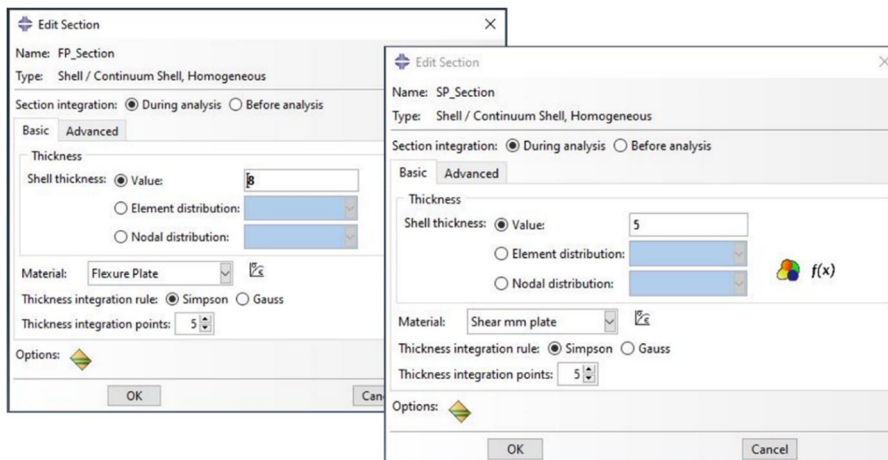 Edit Section
Name: FP_Section
Type: Shell / Continuum Shell, Homogeneous
Section integration: During analysis Before analysis
Basic Advanced
Thickness
Shell thickness: Value: 8
Element distribution:
Nodal distribution:
Material: Flexure Plate
Thickness integration rule: Simpson Gauss
Thickness integration points: 5
Options:
OK
Edit Section
Name: SP_Section
Type: Shell / Continuum Shell, Homogeneous
Section integration: During analysis Before analysis
Basic Advanced
Thickness
Shell thickness: Value: 5
Element distribution:
Nodal distribution:
f(x)
Material: Shear mm plate
Thickness integration rule: Simpson Gauss
Thickness integration points: 5
Options:
OK Cancel